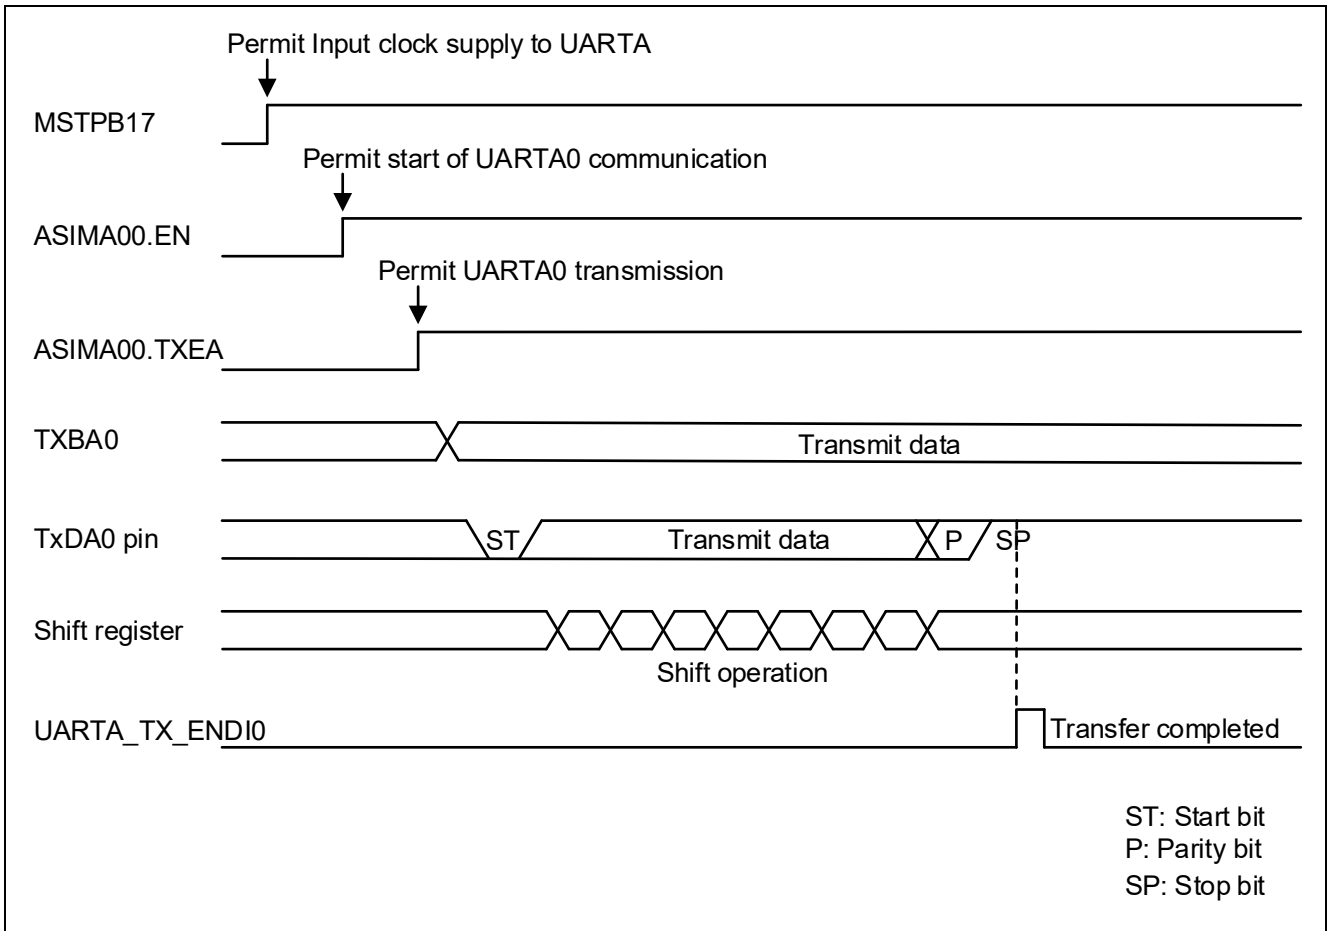 Permit Input clock supply to UARTA
MSTPB17
Permit start of UARTA0 communication
ASIMA00.EN
Permit UARTA0 transmission
ASIMA00.TXEA
TXBA0
Transmit data
TxDA0 pin
ST
Transmit data
P
SP
Shift register
Shift operation
UARTA_TX_ENDI0
Transfer completed
ST: Start bit
P: Parity bit
SP: Stop bit